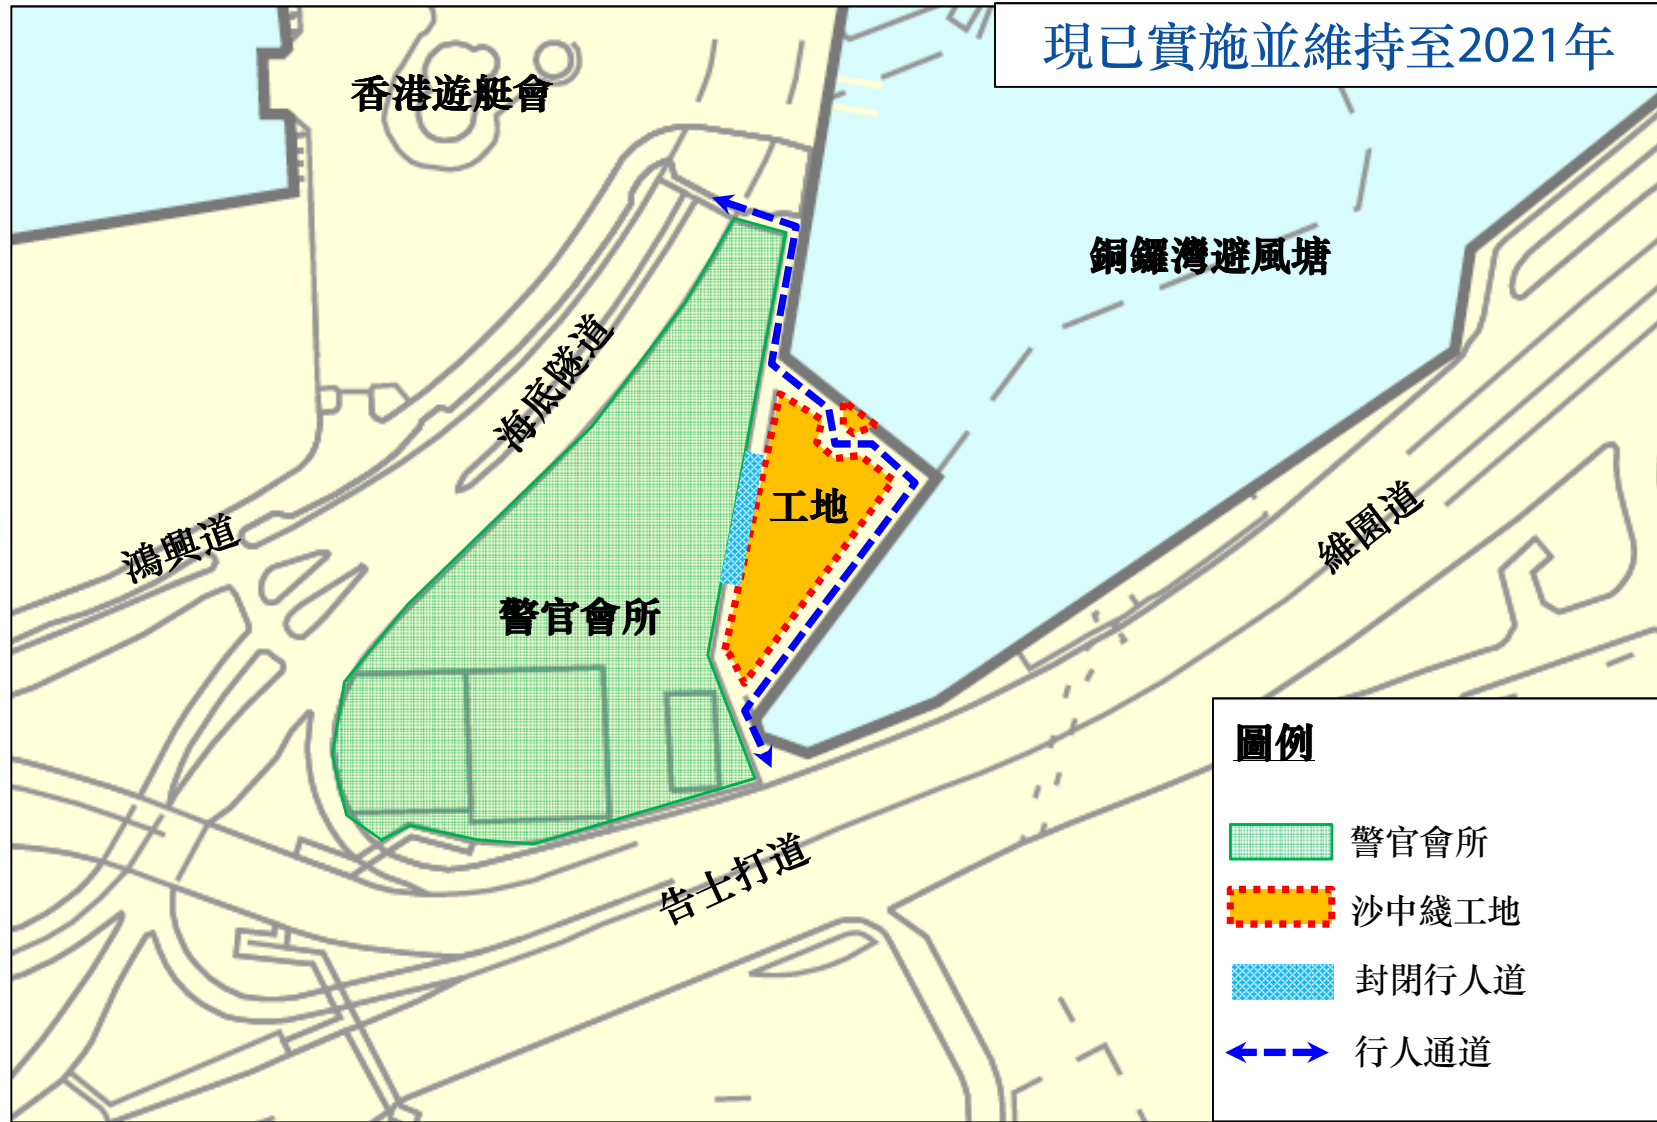 現已實施並維持至2021年
香港遊艇會
銅鑼灣避風塘
海底隧道
工地
維園道
鴻興道
警官會所
告士打道
圖例
警官會所
沙中綫工地
封閉行人道
行人通道